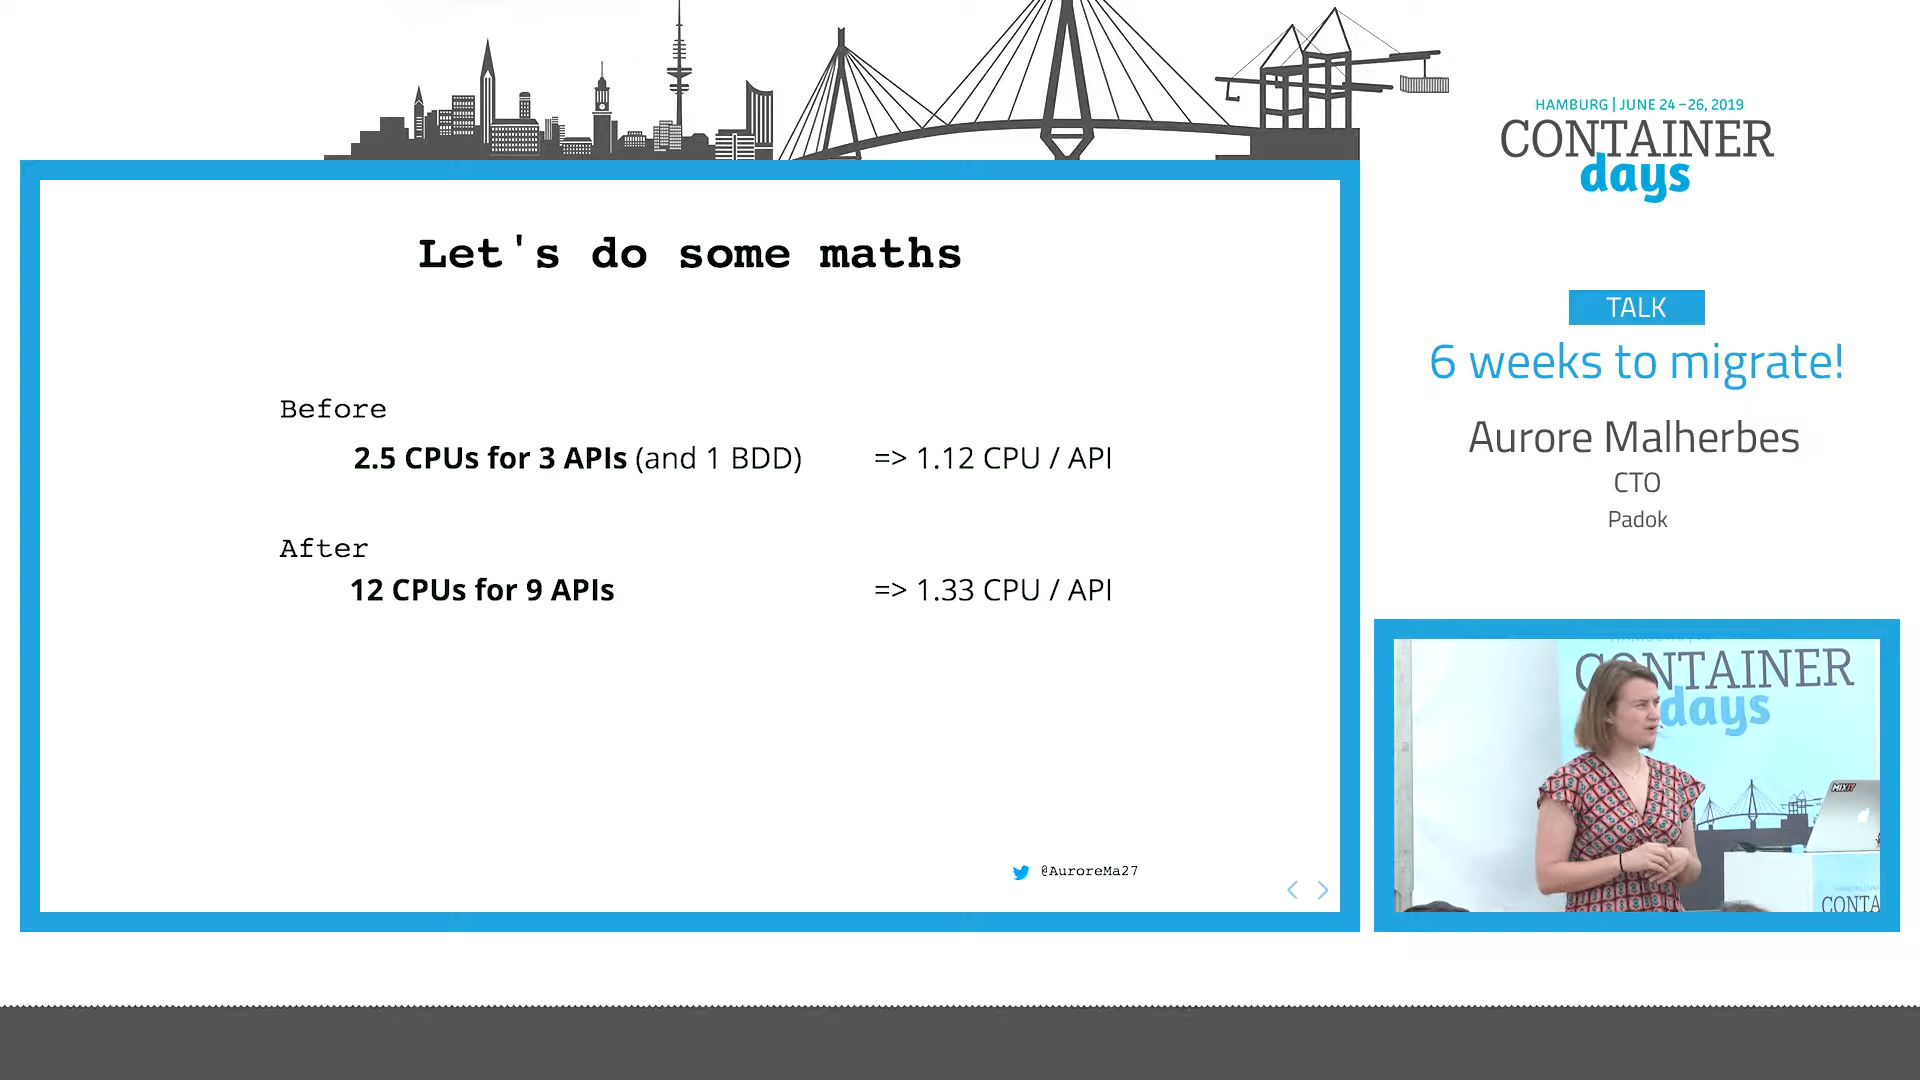 HAMBURG | JUNE 24 – 26, 2019
CONTAINER
days
Let's do some maths
Before
2.5 CPUs for 3 APIs (and 1 BDD) => 1.12 CPU / API
After
12 CPUs for 9 APIs => 1.33 CPU / API
@AuroreMa27
TALK
6 weeks to migrate!
Aurore Malherbes
CTO
Padok
CONTAINER
days
MIXIT
CONTA